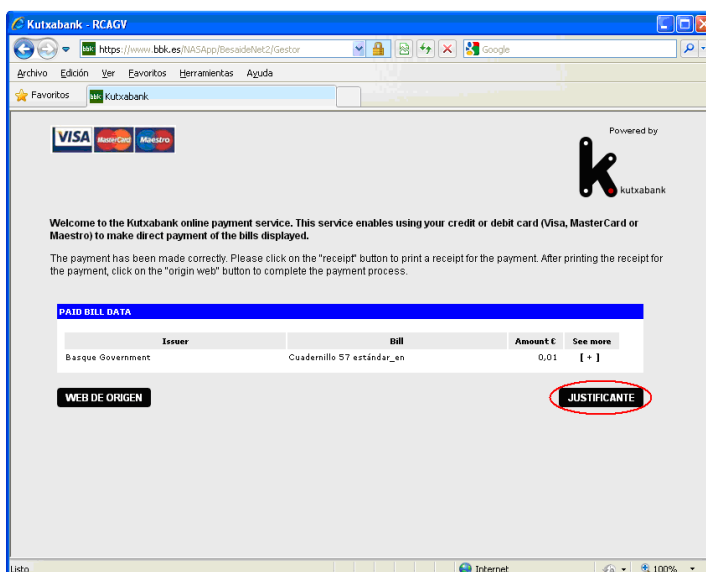 Kutxabank - RCAGV
bbk https://www.bbk.es/NASApp/BesaideNet2/Gestor
Google
Archivo Edición Ver Favoritos Herramientas Ayuda
Favoritos bbk Kutxabank
VISA MasterCard Maestro
Powered by
kutxabank
Welcome to the Kutxabank online payment service. This service enables using your credit or debit card (Visa, MasterCard or
Maestro) to make direct payment of the bills displayed.
The payment has been made correctly. Please click on the "receipt" button to print a receipt for the payment. After printing the receipt for
the payment, click on the "origin web" button to complete the payment process.
PAID BILL DATA
Issuer Bill Amount € See more
Basque Government Cuadernillo 57 estándar_en 0,01 [ + ]
WEB DE ORIGEN JUSTIFICANTE
Listo Internet 100%